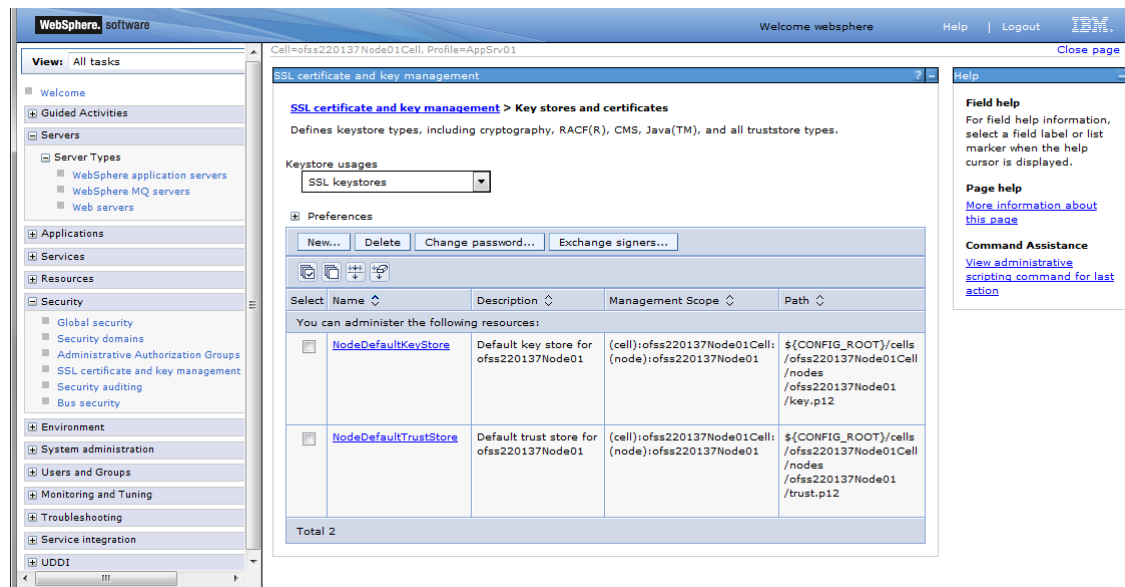 WebSphere. software
Welcome websphere
Help | Logout
IBM.
View: All tasks
Welcome
Guided Activities
Servers
Server Types
WebSphere application servers
WebSphere MQ servers
Web servers
Applications
Services
Resources
Security
Global security
Security domains
Administrative Authorization Groups
SSL certificate and key management
Security auditing
Bus security
Environment
System administration
Users and Groups
Monitoring and Tuning
Troubleshooting
Service integration
UDDI
Cell=ofss220137Node01Cell, Profile=AppSrv01
Close page
SSL certificate and key management
? -
SSL certificate and key management > Key stores and certificates
Defines keystore types, including cryptography, RACF(R), CMS, Java(TM), and all truststore types.
Keystore usages
SSL keystores
Preferences
New... Delete Change password... Exchange signers...
Select Name Description Management Scope Path
You can administer the following resources:
NodeDefaultKeyStore
Default key store for
ofss220137Node01
(cell):ofss220137Node01Cell:
(node):ofss220137Node01
${CONFIG_ROOT}/cells
/ofss220137Node01Cell
/nodes
/ofss220137Node01
/key.p12
NodeDefaultTrustStore
Default trust store for
ofss220137Node01
(cell):ofss220137Node01Cell:
(node):ofss220137Node01
${CONFIG_ROOT}/cells
/ofss220137Node01Cell
/nodes
/ofss220137Node01
/trust.p12
Total 2
Help
Field help
For field help information,
select a field label or list
marker when the help
cursor is displayed.
Page help
More information about
this page
Command Assistance
View administrative
scripting command for last
action